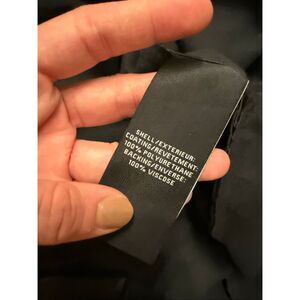 SHELL/EXTERIEUR:
COATING/REVETEMENT:
100% POLYURETHANE
BACKING/ENVERSE:
100% VISCOSE